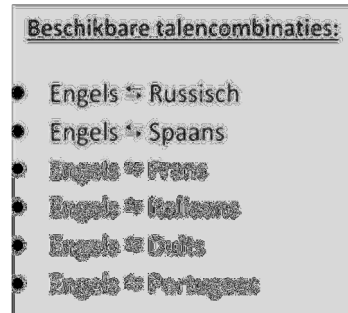 Beschikbare talencombinaties:
• Engels ⇆ Russisch
• Engels ⇆ Spaans
• Engels ⇆ Frans
• Engels ⇆ Italiaans
• Engels ⇆ Duits
• Engels ⇆ Portugees